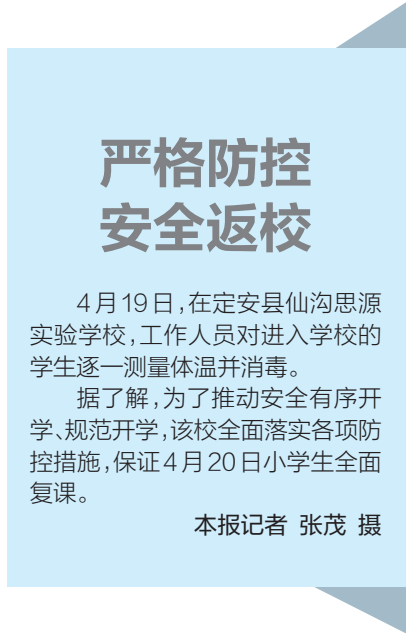 严格防控
安全返校
4月19日，在定安县仙沟思源
实验学校，工作人员对进入学校的
学生逐一测量体温并消毒。
据了解，为了推动安全有序开
学、规范开学，该校全面落实各项防
控措施，保证4月20日小学生全面
复课。
本报记者 张茂 摄